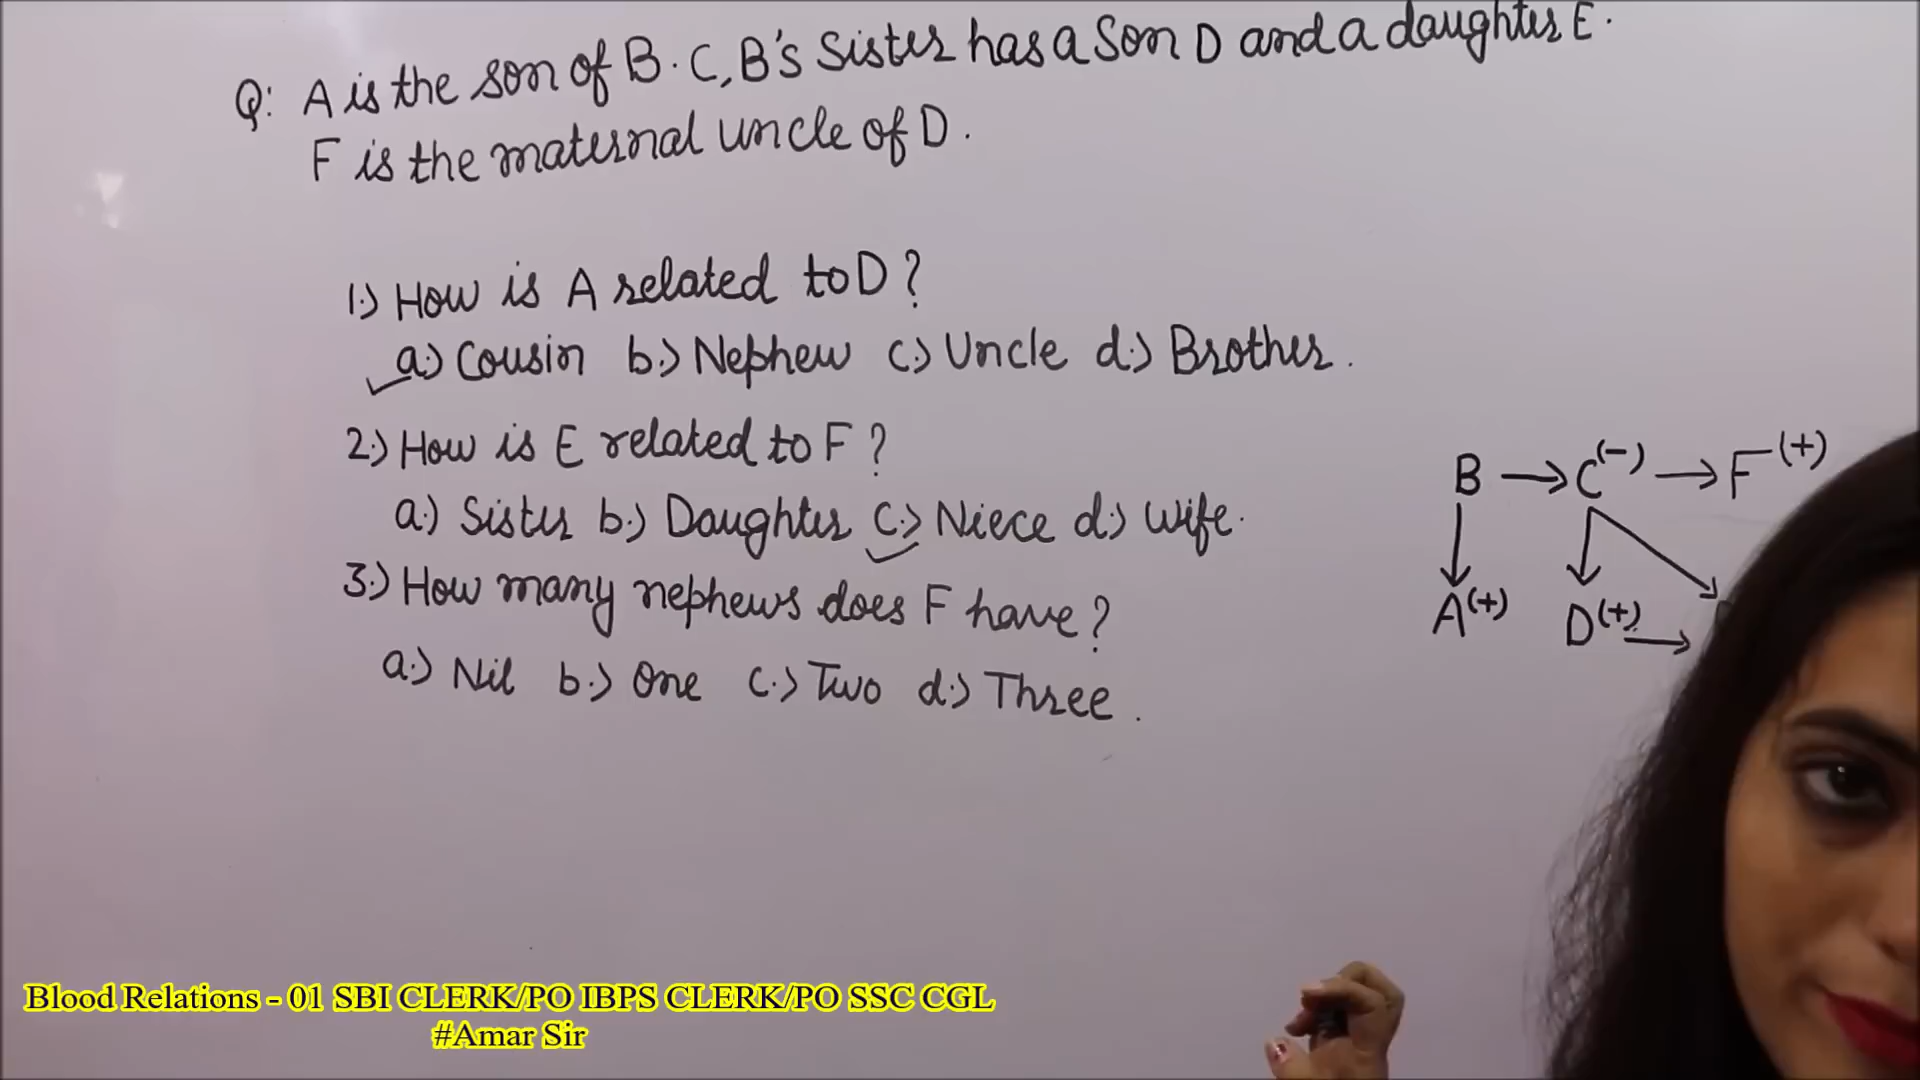 Q: A is the son of B. C, B's Sister has a Son D and a daughter E.
F is the maternal uncle of D.
1.) How is A related to D?
a.) Cousin b.) Nephew c.) Uncle d.) Brother.
2.) How is E related to F?
a.) Sister b.) Daughter c.) Niece d.) Wife.
3.) How many nephews does F have?
a.) Nil b.) One c.) Two d.) Three.
B → C(-) → F(+)
A(+) D(+) →
Blood Relations - 01 SBI CLERK/PO IBPS CLERK/PO SSC CGL
#Amar Sir